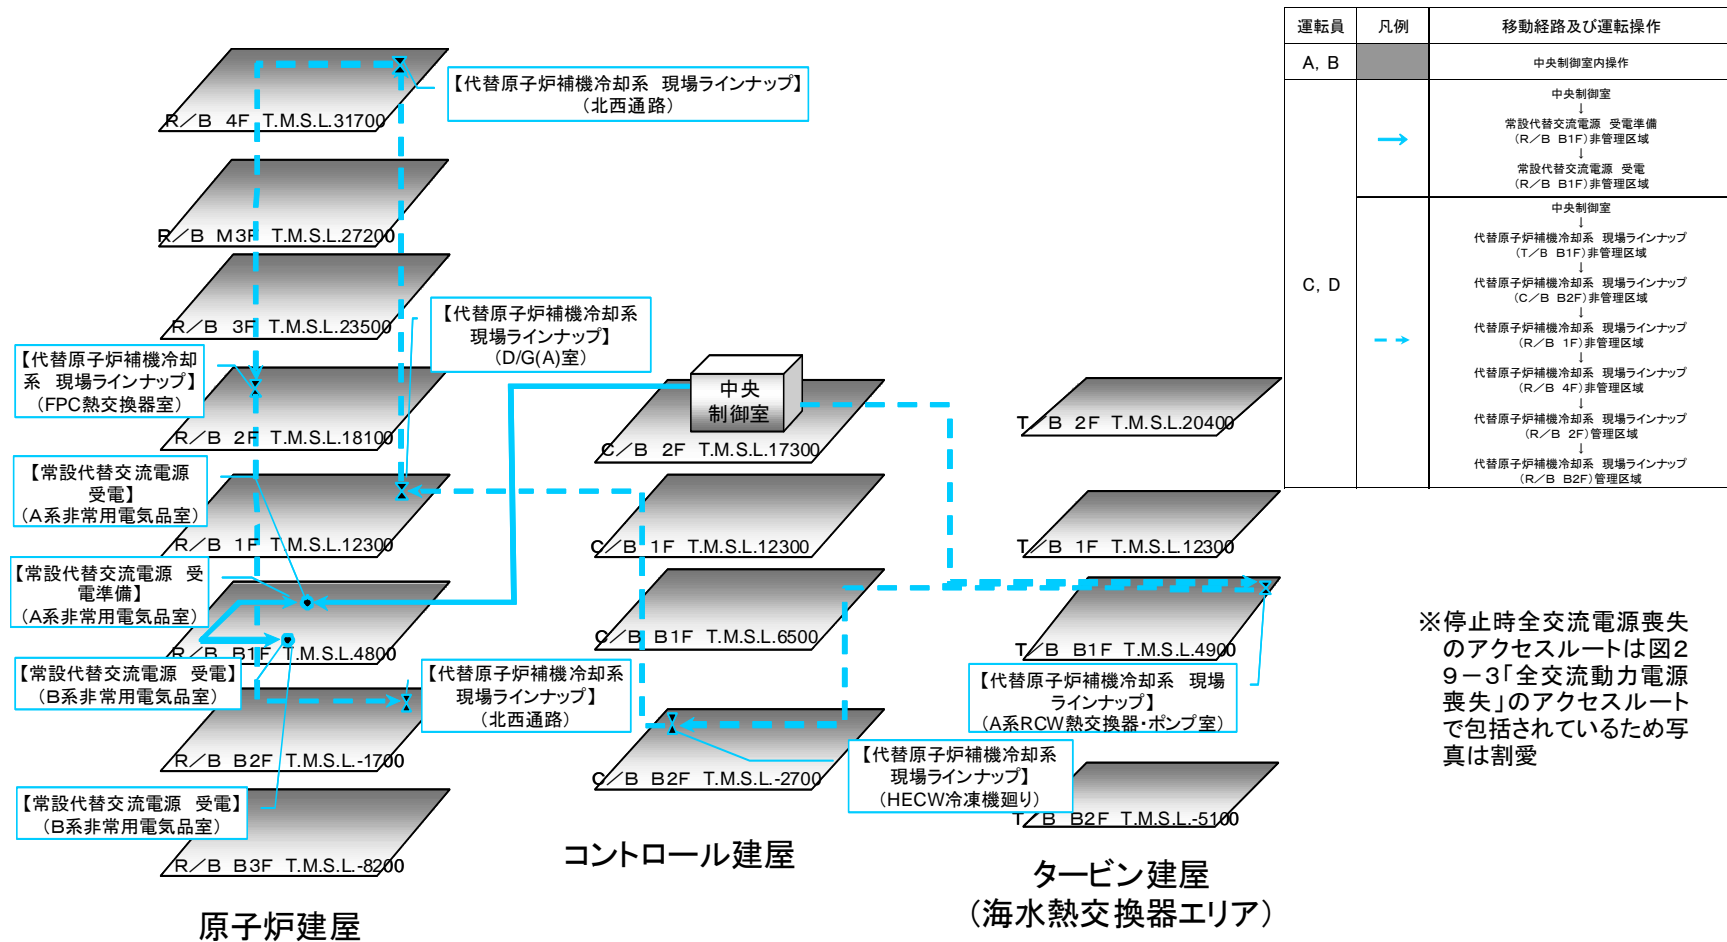 運転員 凡例 移動経路及び運転操作
A, B 中央制御室内操作
C, D
中央制御室
↓
常設代替交流電源 受電準備
(R/B B1F)非管理区域
↓
常設代替交流電源 受電
(R/B B1F)非管理区域
中央制御室
↓
代替原子炉補機冷却系 現場ラインナップ
(T/B B1F)非管理区域
↓
代替原子炉補機冷却系 現場ラインナップ
(C/B B2F)非管理区域
↓
代替原子炉補機冷却系 現場ラインナップ
(R/B 1F)非管理区域
↓
代替原子炉補機冷却系 現場ラインナップ
(R/B 4F)非管理区域
↓
代替原子炉補機冷却系 現場ラインナップ
(R/B 2F)管理区域
↓
代替原子炉補機冷却系 現場ラインナップ
(R/B B2F)管理区域
【代替原子炉補機冷却系 現場ラインナップ】
(北西通路)
R/B 4F T.M.S.L.31700
R/B M3F T.M.S.L.27200
R/B 3F T.M.S.L.23500
【代替原子炉補機冷却系
現場ラインナップ】
(D/G(A)室)
【代替原子炉補機冷却
系 現場ラインナップ】
(FPC熱交換器室)
R/B 2F T.M.S.L.18100
【常設代替交流電源
受電】
(A系非常用電気品室)
R/B 1F T.M.S.L.12300
【常設代替交流電源 受
電準備】
(A系非常用電気品室)
R/B B1F T.M.S.L.4800
【常設代替交流電源 受電】
(B系非常用電気品室)
【代替原子炉補機冷却系
現場ラインナップ】
(北西通路)
R/B B2F T.M.S.L.-1700
【常設代替交流電源 受電】
(B系非常用電気品室)
R/B B3F T.M.S.L.-8200
原子炉建屋
中央
制御室
C/B 2F T.M.S.L.17300
C/B 1F T.M.S.L.12300
C/B B1F T.M.S.L.6500
C/B B2F T.M.S.L.-2700
【代替原子炉補機冷却系
現場ラインナップ】
(HECW冷凍機廻り)
コントロール建屋
T/B 2F T.M.S.L.20400
T/B 1F T.M.S.L.12300
T/B B1F T.M.S.L.4900
【代替原子炉補機冷却系 現場
ラインナップ】
(A系RCW熱交換器・ポンプ室)
T/B B2F T.M.S.L.-5100
タービン建屋
(海水熱交換器エリア)
※停止時全交流電源喪失
のアクセスルートは図2
9-3「全交流動力電源
喪失」のアクセスルート
で包括されているため写
真は割愛